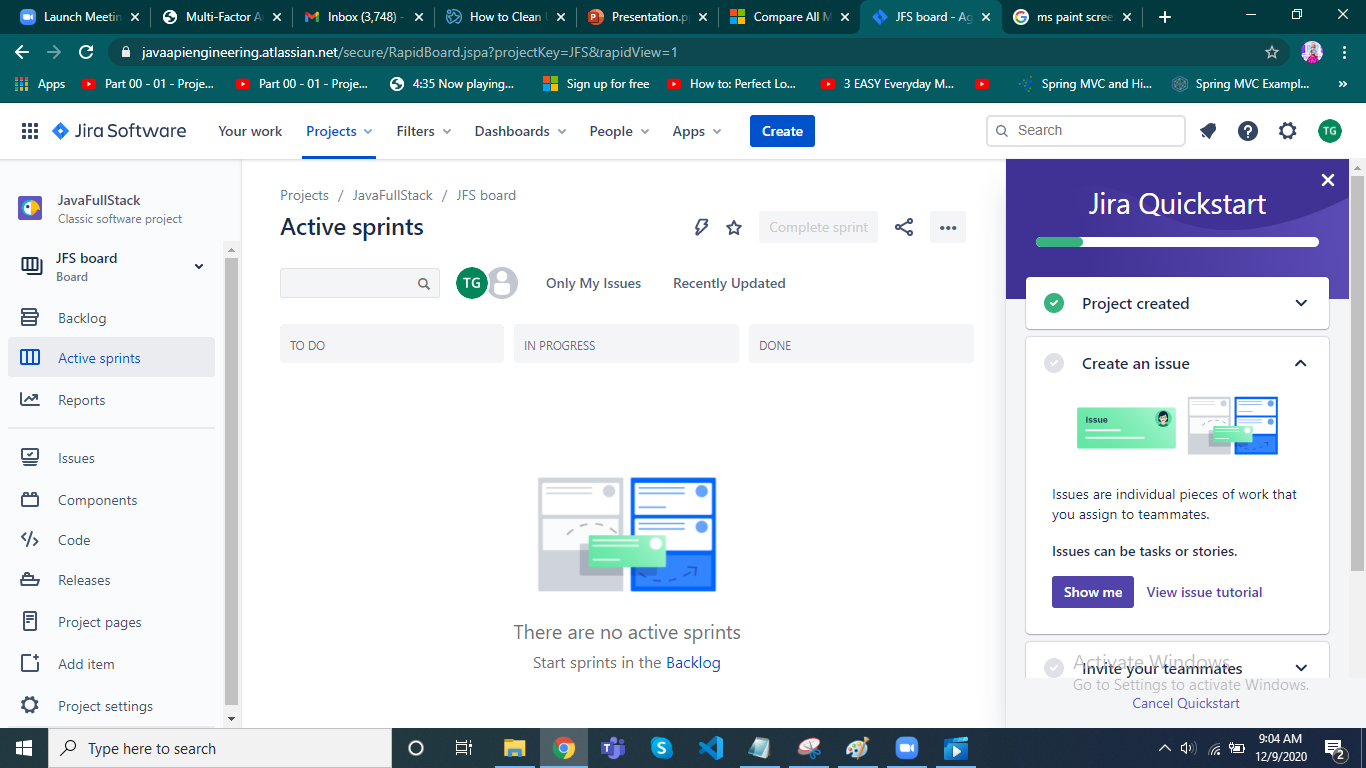 Launch Meetin
Multi-Factor A
Inbox (3,748) -
How to Clean
Presentation.p
Compare All M
JFS board - Ag
ms paint scree
javaapiengineering.atlassian.net/secure/RapidBoard.jspa?projectKey=JFS&rapidView=1
Apps
Part 00 - 01 - Proje...
Part 00 - 01 - Proje...
4:35 Now playing...
Sign up for free
How to: Perfect Lo...
3 EASY Everyday M...
Spring MVC and Hi...
Spring MVC Exampl...
»
Jira Software
Your work
Projects
Filters
Dashboards
People
Apps
Create
Search
TG
JavaFullStack
Classic software project
JFS board
Board
Backlog
Active sprints
Reports
Issues
Components
Code
Releases
Project pages
Add item
Project settings
Projects / JavaFullStack / JFS board
Active sprints
Complete sprint
TG
Only My Issues
Recently Updated
TO DO
IN PROGRESS
DONE
There are no active sprints
Start sprints in the Backlog
Jira Quickstart
Project created
Create an issue
Issue
Issues are individual pieces of work that
you assign to teammates.
Issues can be tasks or stories.
Show me
View issue tutorial
Invite your teammates
Activate Windows
Go to Settings to activate Windows.
Cancel Quickstart
Type here to search
9:04 AM
12/9/2020
2